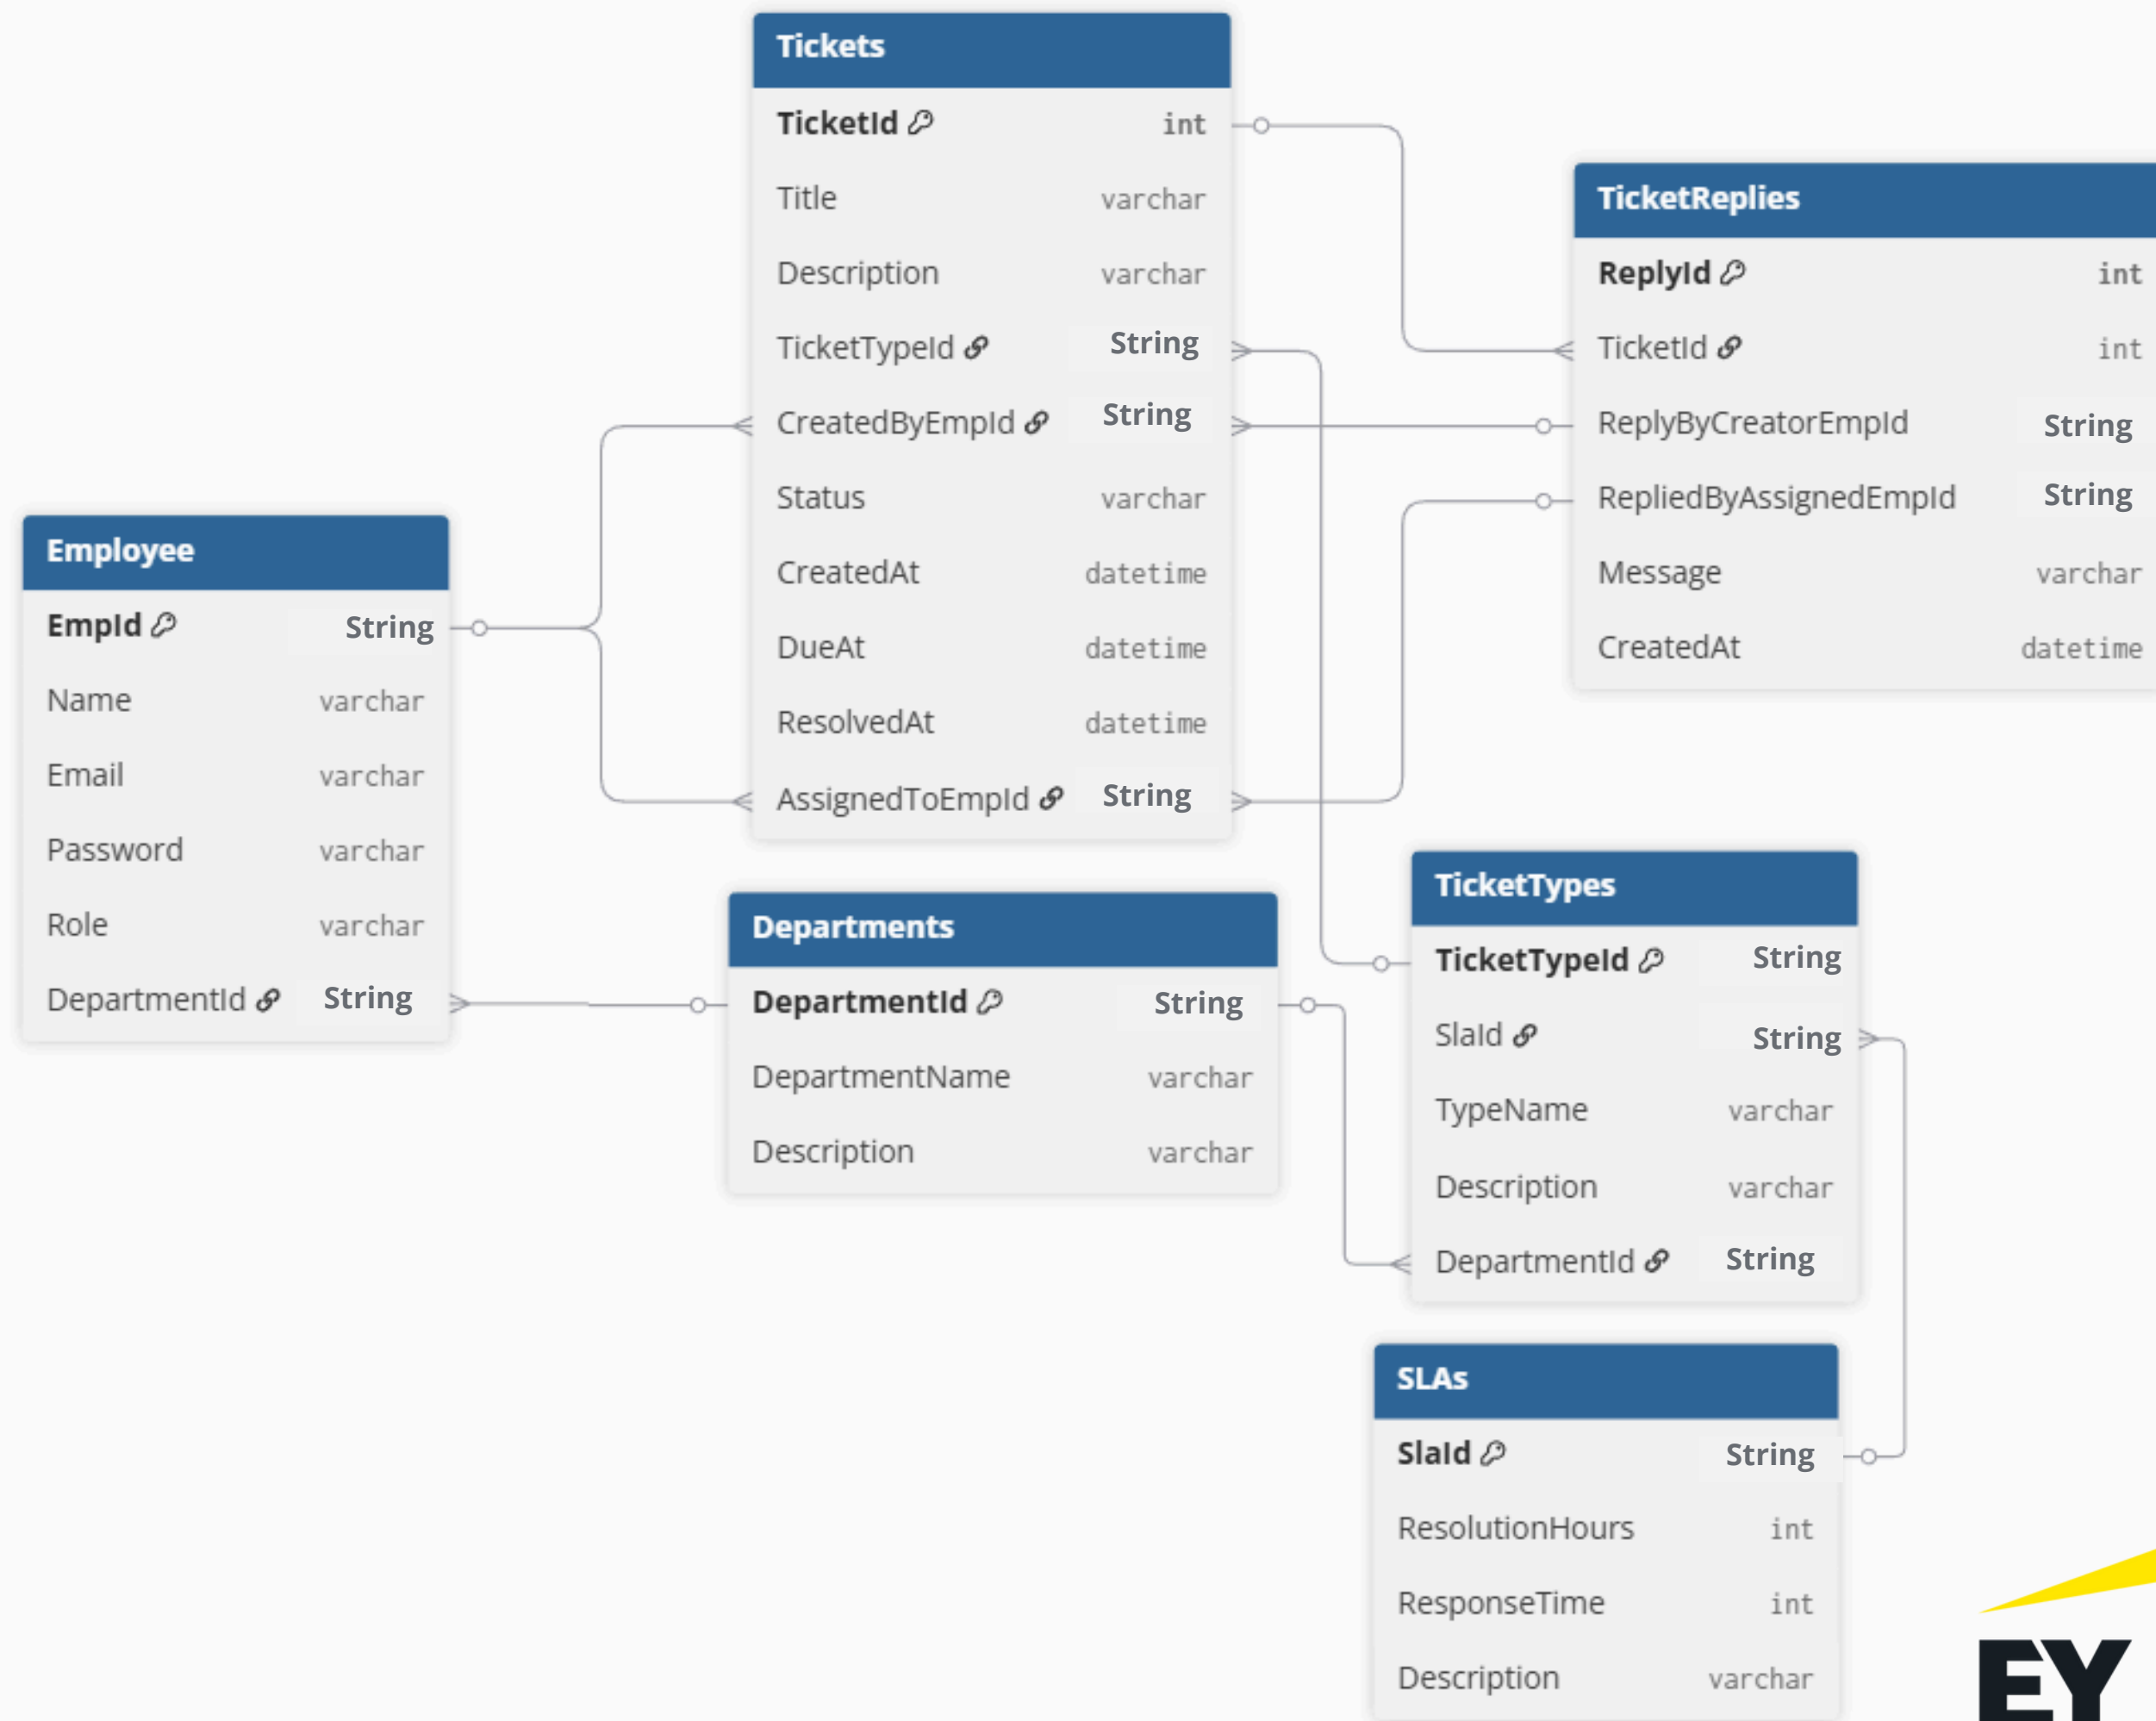 Tickets
TicketId int
Title varchar
Description varchar
TicketTypeId String
CreatedByEmpId String
Status varchar
CreatedAt datetime
DueAt datetime
ResolvedAt datetime
AssignedToEmpId String
TicketReplies
ReplyId int
TicketId int
ReplyByCreatorEmpId String
RepliedByAssignedEmpId String
Message varchar
CreatedAt datetime
Employee
EmpId String
Name varchar
Email varchar
Password varchar
Role varchar
DepartmentId String
Departments
DepartmentId String
DepartmentName varchar
Description varchar
TicketTypes
TicketTypeId String
SlaId String
TypeName varchar
Description varchar
DepartmentId String
SLAs
SlaId String
ResolutionHours int
ResponseTime int
Description varchar
EY